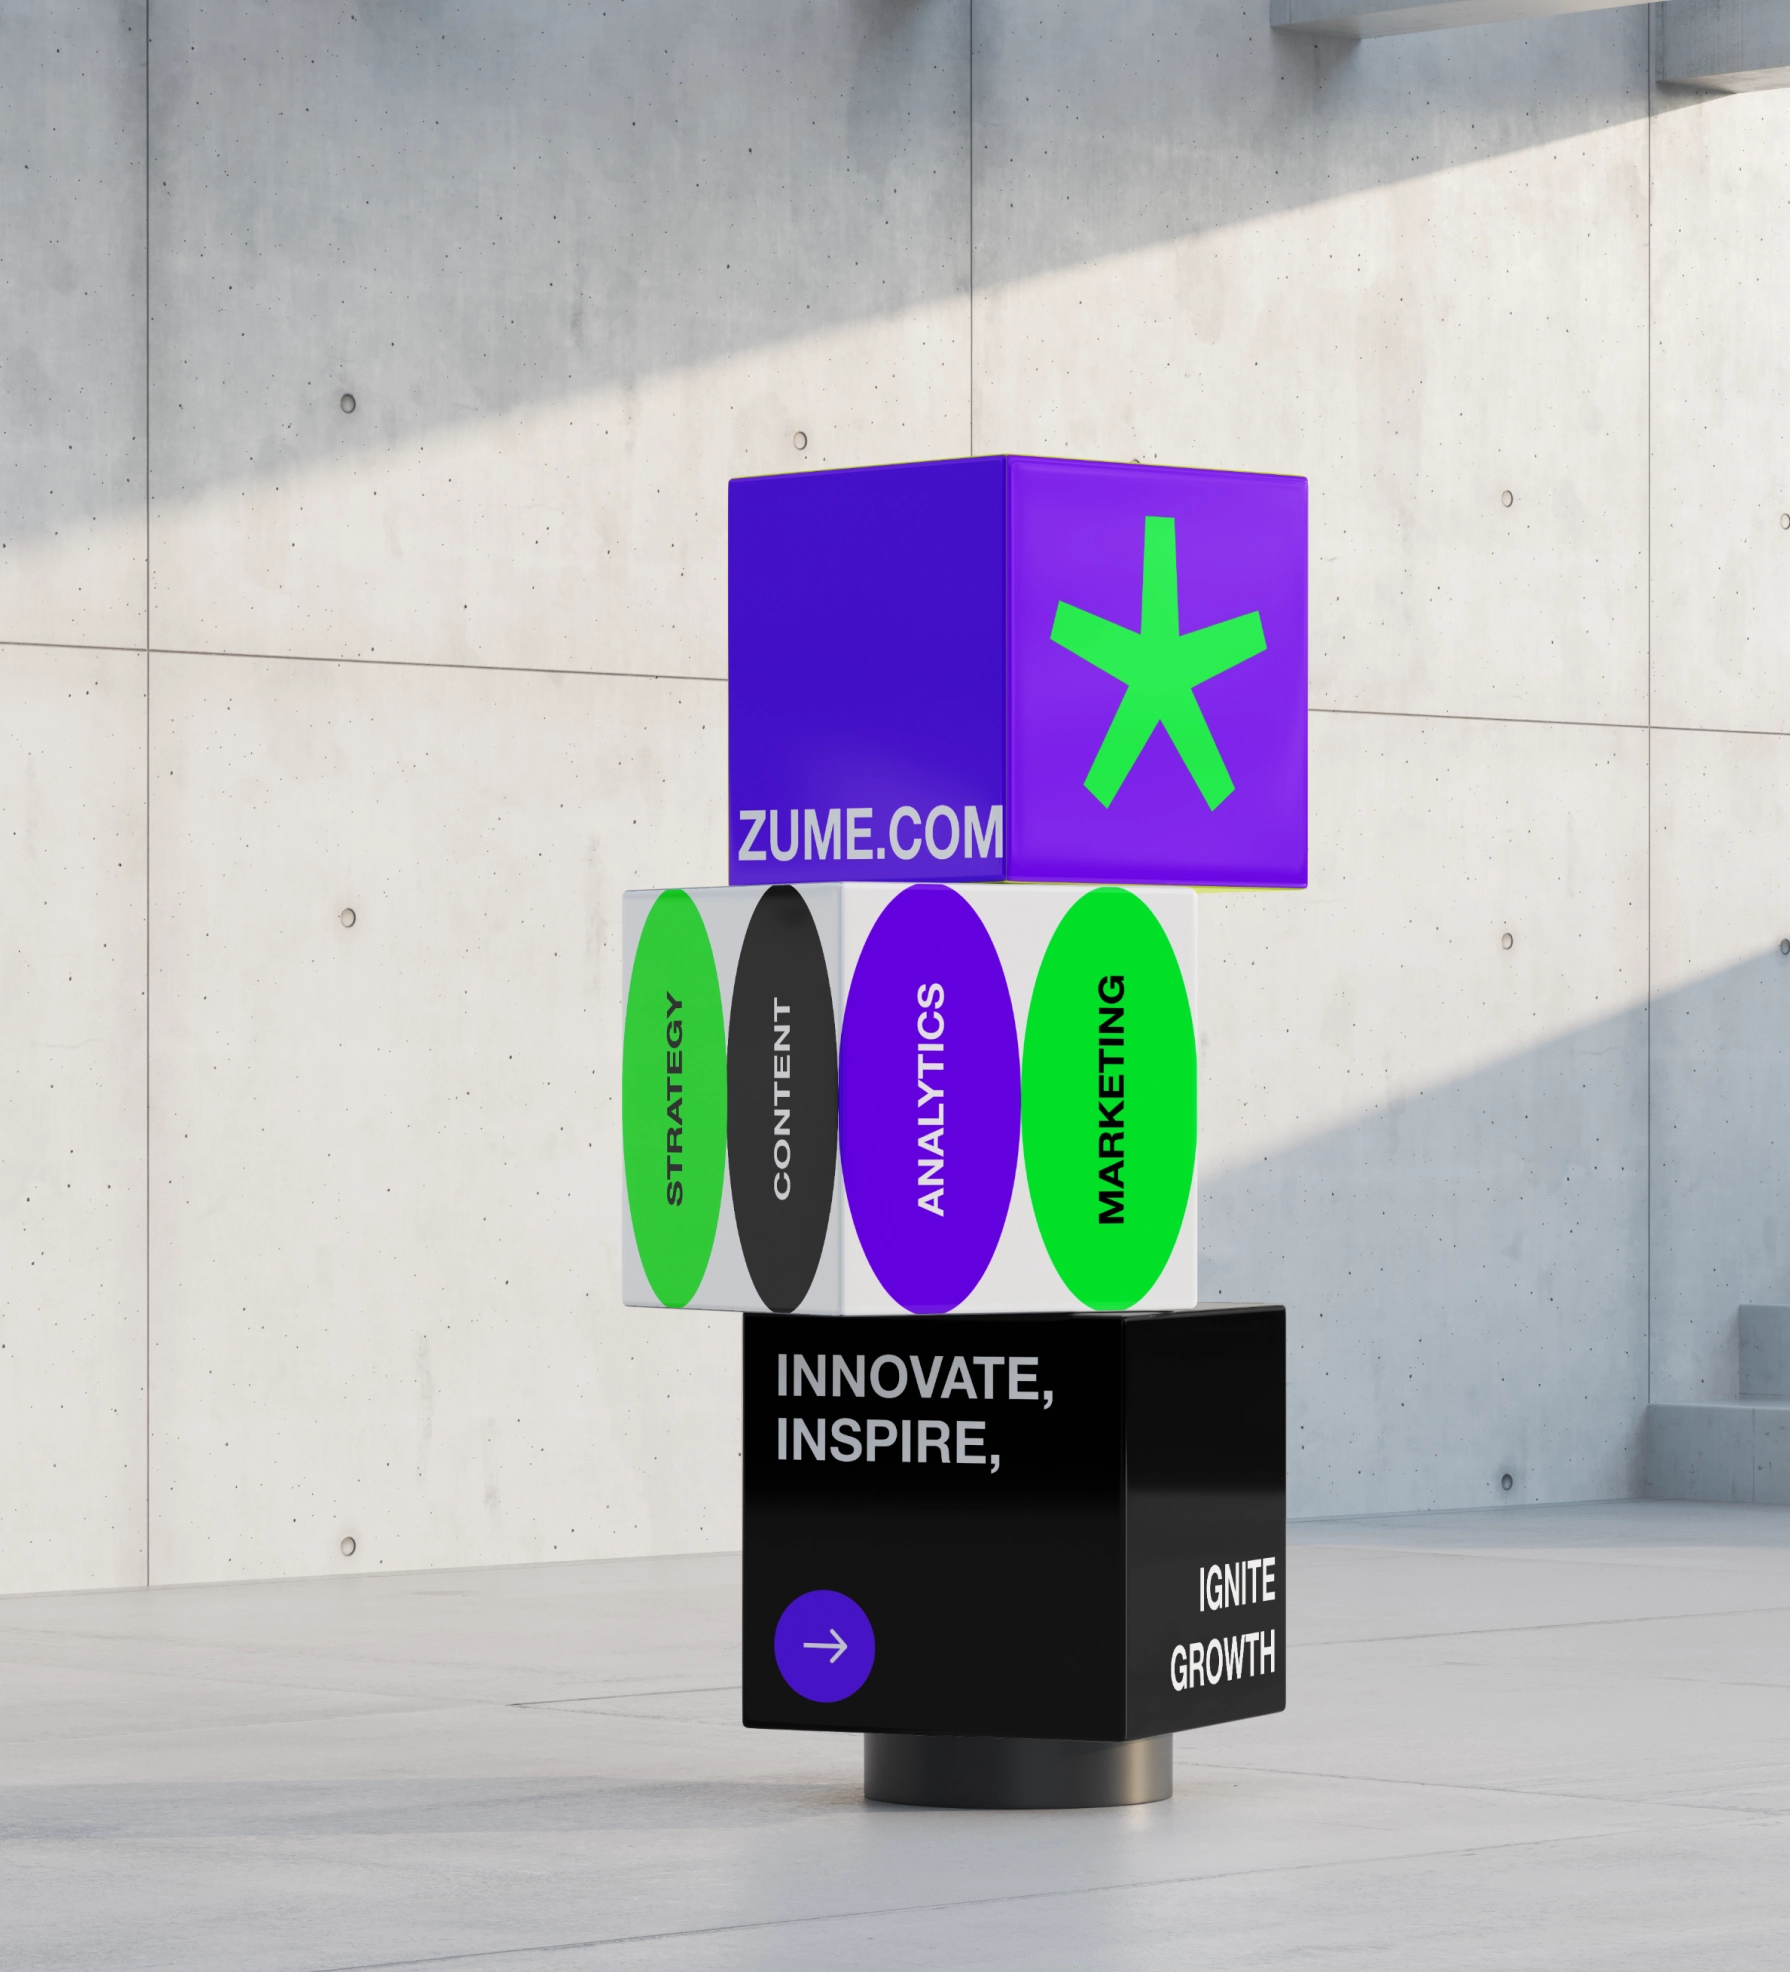 ZUME.COM
STRATEGY
CONTENT
ANALYTICS
MARKETING
INNOVATE,
INSPIRE,
IGNITE
GROWTH